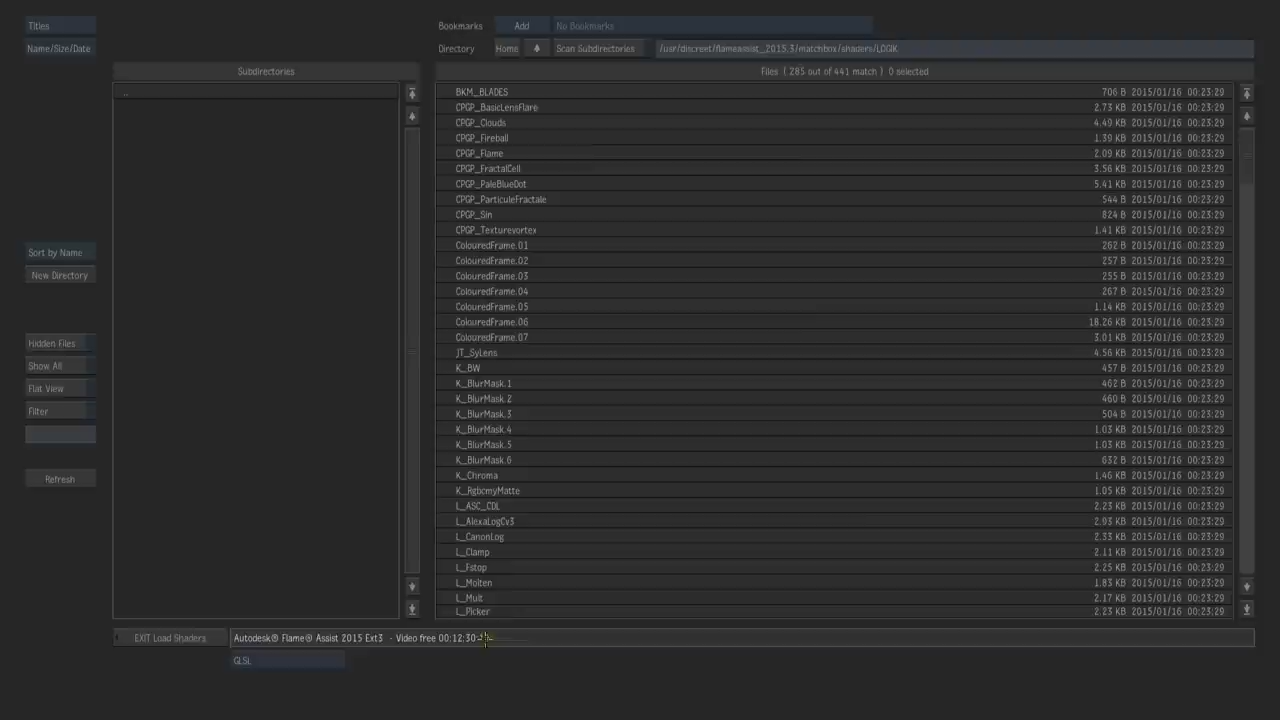 Titles
Name/Size/Date
Bookmarks Add No Bookmarks
Directory Home Scan Subdirectories /usr/discreet/flameassist_2015.3/matchbox/shaders/LOGIK
Subdirectories
Files ( 285 out of 441 match ) 0 selected
..
BKM_BLADES 706 B 2015/01/16 00:23:29
CPGP_BasicLensFlare 2.73 KB 2015/01/16 00:23:29
CPGP_Clouds 4.49 KB 2015/01/16 00:23:29
CPGP_Fireball 1.39 KB 2015/01/16 00:23:29
CPGP_Flame 2.09 KB 2015/01/16 00:23:29
CPGP_FractalCell 3.56 KB 2015/01/16 00:23:29
CPGP_PaleBlueDot 5.41 KB 2015/01/16 00:23:29
CPGP_ParticuleFractale 544 B 2015/01/16 00:23:29
CPGP_Sin 824 B 2015/01/16 00:23:29
CPGP_Texturevortex 1.41 KB 2015/01/16 00:23:29
ColouredFrame.01 262 B 2015/01/16 00:23:29
ColouredFrame.02 257 B 2015/01/16 00:23:29
ColouredFrame.03 255 B 2015/01/16 00:23:29
ColouredFrame.04 267 B 2015/01/16 00:23:29
ColouredFrame.05 1.14 KB 2015/01/16 00:23:29
ColouredFrame.06 18.26 KB 2015/01/16 00:23:29
ColouredFrame.07 3.01 KB 2015/01/16 00:23:29
JT_SyLens 4.56 KB 2015/01/16 00:23:29
K_BW 457 B 2015/01/16 00:23:29
K_BlurMask.1 462 B 2015/01/16 00:23:29
K_BlurMask.2 460 B 2015/01/16 00:23:29
K_BlurMask.3 504 B 2015/01/16 00:23:29
K_BlurMask.4 1.03 KB 2015/01/16 00:23:29
K_BlurMask.5 1.03 KB 2015/01/16 00:23:29
K_BlurMask.6 632 B 2015/01/16 00:23:29
K_Chroma 1.46 KB 2015/01/16 00:23:29
K_RgbcmyMatte 1.05 KB 2015/01/16 00:23:29
L_ASC_CDL 2.23 KB 2015/01/16 00:23:29
L_AlexaLogCv3 2.93 KB 2015/01/16 00:23:29
L_CanonLog 2.33 KB 2015/01/16 00:23:29
L_Clamp 2.11 KB 2015/01/16 00:23:29
L_Fstop 2.25 KB 2015/01/16 00:23:29
L_Molten 1.83 KB 2015/01/16 00:23:29
L_Mult 2.17 KB 2015/01/16 00:23:29
L_Picker 2.23 KB 2015/01/16 00:23:29
Sort by Name
New Directory
Hidden Files
Show All
Flat View
Filter
Refresh
EXIT Load Shaders Autodesk® Flame® Assist 2015 Ext3 - Video free 00:12:30
GLSL